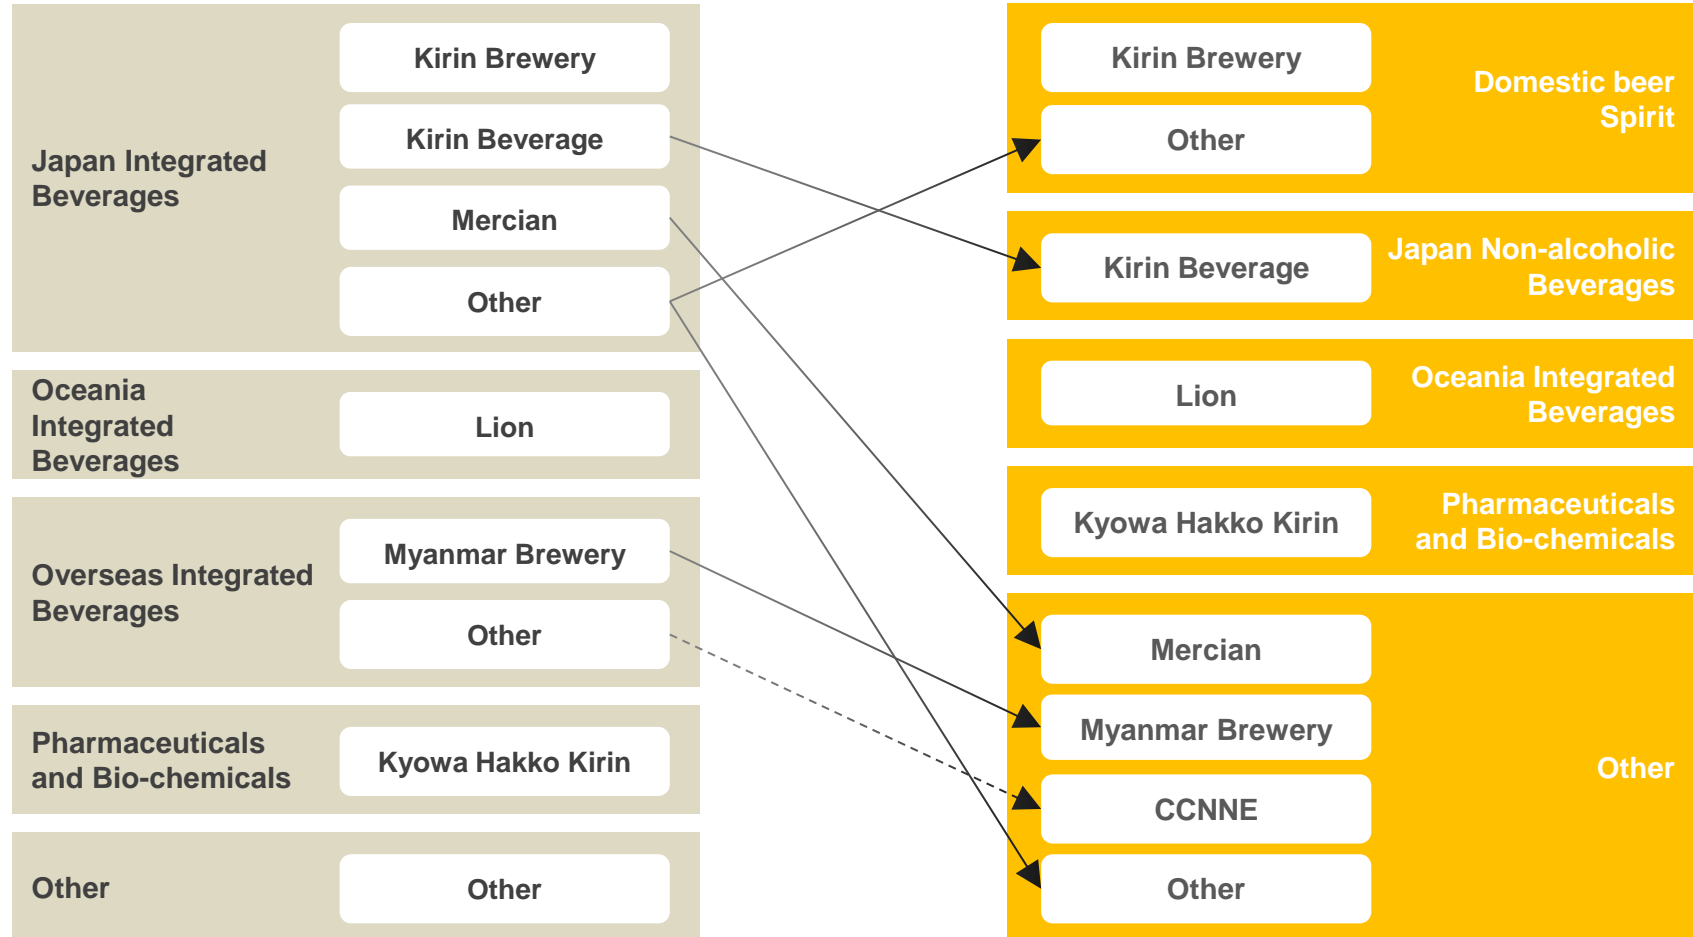 Japan Integrated
Beverages
Kirin Brewery
Kirin Beverage
Mercian
Other
Oceania
Integrated
Beverages
Lion
Overseas Integrated
Beverages
Myanmar Brewery
Other
Pharmaceuticals
and Bio-chemicals
Kyowa Hakko Kirin
Other
Other
Kirin Brewery
Other
Domestic beer
Spirit
Kirin Beverage
Japan Non-alcoholic
Beverages
Lion
Oceania Integrated
Beverages
Kyowa Hakko Kirin
Pharmaceuticals
and Bio-chemicals
Mercian
Myanmar Brewery
CCNNE
Other
Other